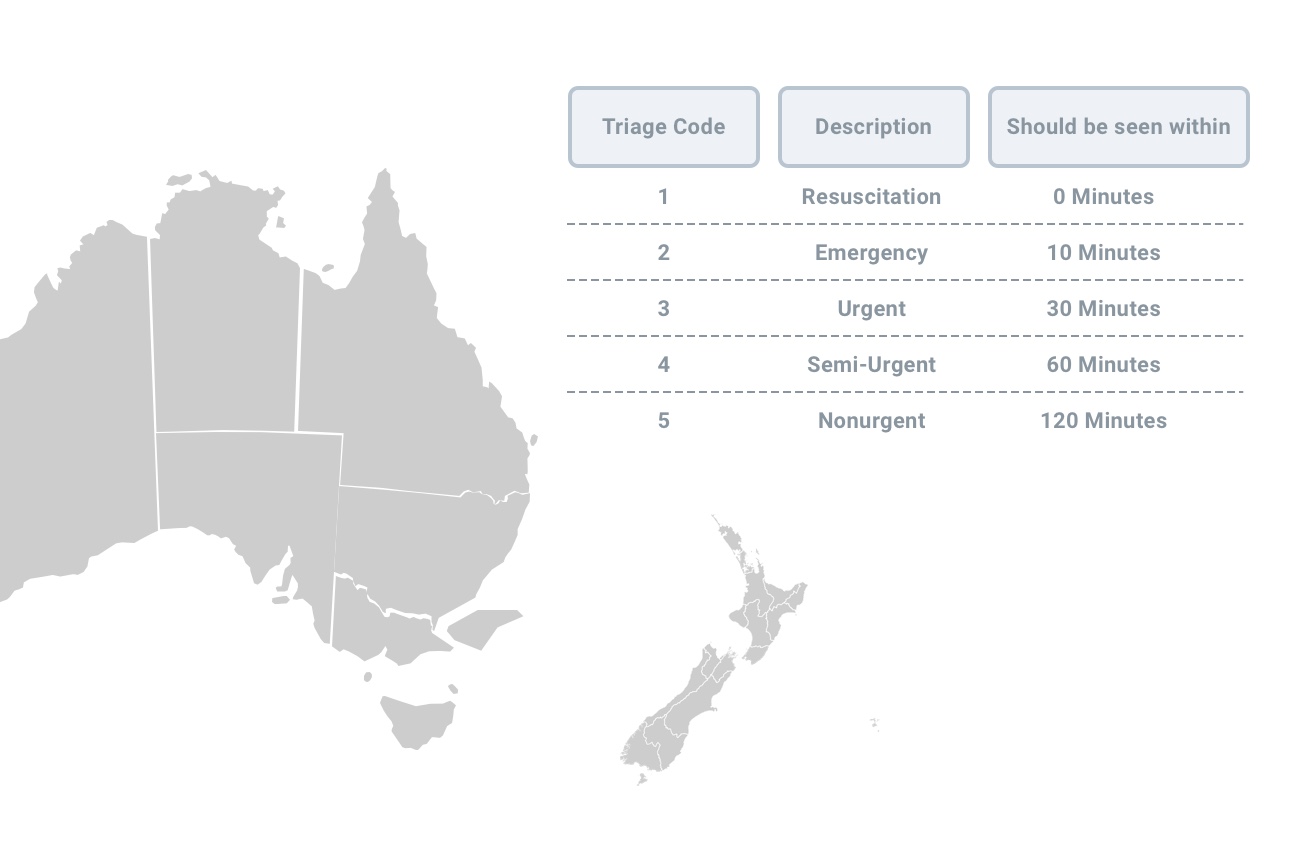 Triage Code Description Should be seen within
1 Resuscitation 0 Minutes
2 Emergency 10 Minutes
3 Urgent 30 Minutes
4 Semi-Urgent 60 Minutes
5 Nonurgent 120 Minutes